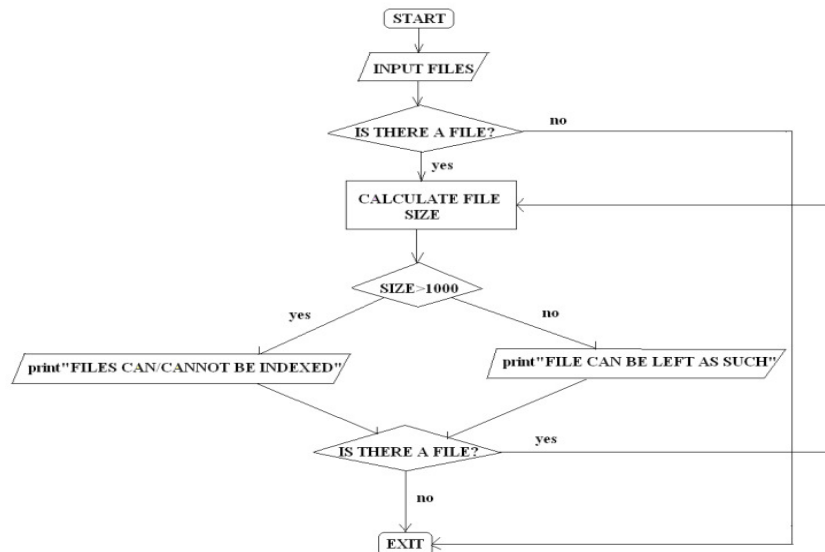 START
INPUT FILES
IS THERE A FILE?
no
yes
CALCULATE FILE
SIZE
SIZE>1000
yes
no
print"FILES CAN/CANNOT BE INDEXED"
print"FILE CAN BE LEFT AS SUCH"
IS THERE A FILE?
yes
no
EXIT